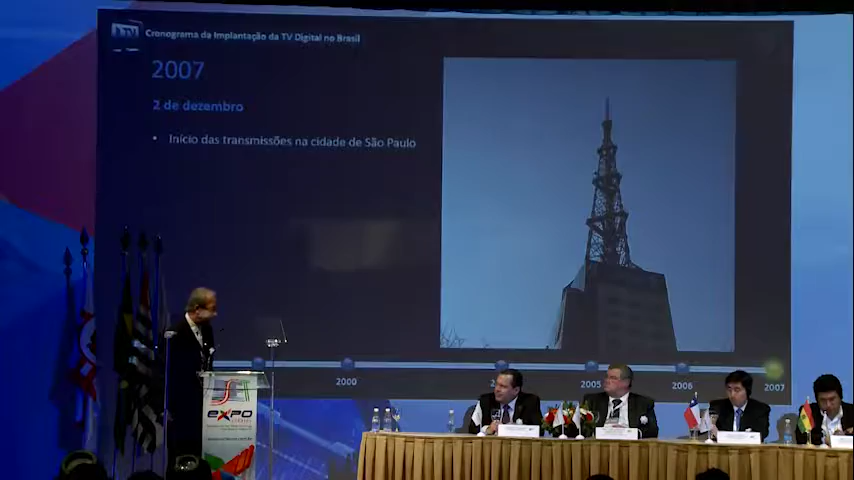 Cronograma da Implantação da TV Digital no Brasil
2007
2 de dezembro
• Início das transmissões na cidade de São Paulo
2000
2005
2006
2007
SET
EXPO